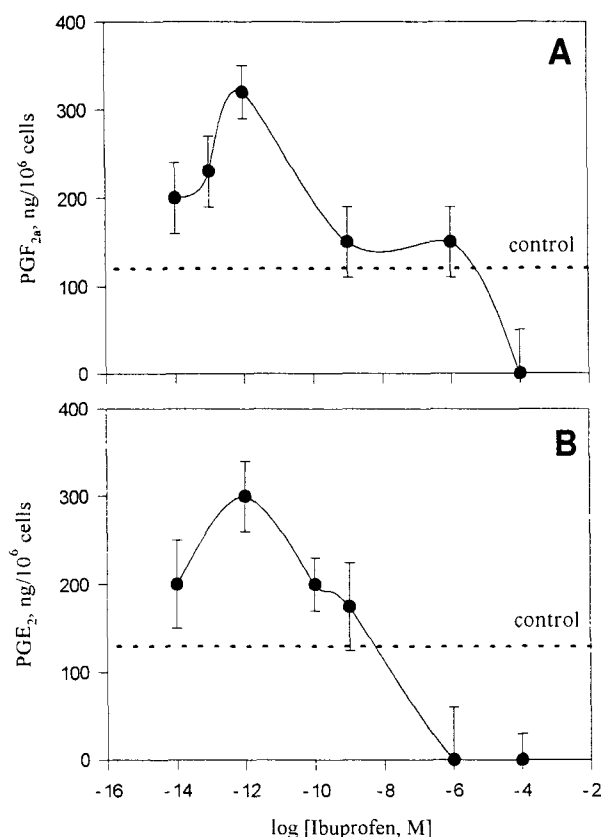 A
400
300
200
100
0
PGF2a, ng/10^6 cells
control
B
400
300
200
100
0
PGE2, ng/10^6 cells
control
-16 -14 -12 -10 -8 -6 -4 -2
log [Ibuprofen, M]